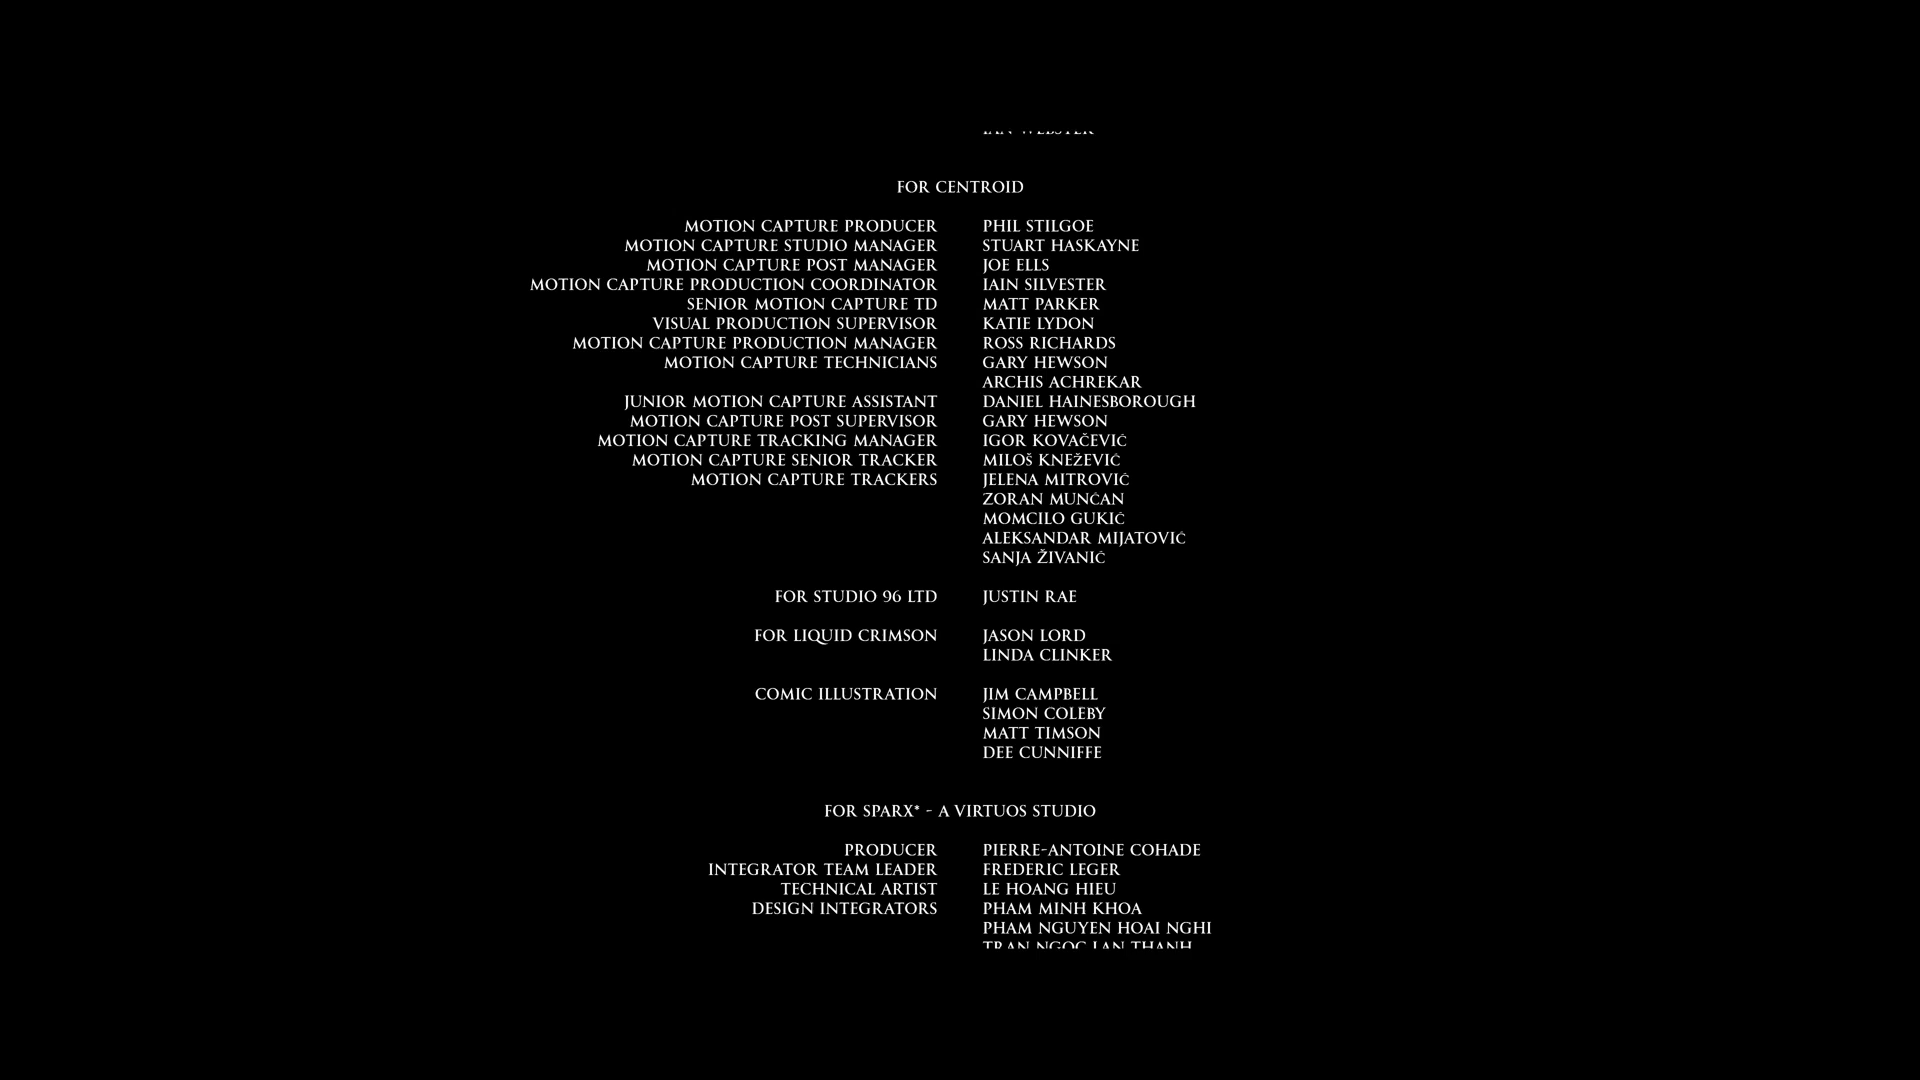 IAN WEBSTER
FOR CENTROID
MOTION CAPTURE PRODUCER PHIL STILGOE
MOTION CAPTURE STUDIO MANAGER STUART HASKAYNE
MOTION CAPTURE POST MANAGER JOE ELLS
MOTION CAPTURE PRODUCTION COORDINATOR IAIN SILVESTER
SENIOR MOTION CAPTURE TD MATT PARKER
VISUAL PRODUCTION SUPERVISOR KATIE LYDON
MOTION CAPTURE PRODUCTION MANAGER ROSS RICHARDS
MOTION CAPTURE TECHNICIANS GARY HEWSON
ARCHIS ACHREKAR
JUNIOR MOTION CAPTURE ASSISTANT DANIEL HAINESBOROUGH
MOTION CAPTURE POST SUPERVISOR GARY HEWSON
MOTION CAPTURE TRACKING MANAGER IGOR KOVAČEVIĆ
MOTION CAPTURE SENIOR TRACKER MILOŠ KNEŽEVIĆ
MOTION CAPTURE TRACKERS JELENA MITROVIĆ
ZORAN MUNĆAN
MOMCILO GUKIĆ
ALEKSANDAR MIJATOVIĆ
SANJA ŽIVANIĆ
FOR STUDIO 96 LTD JUSTIN RAE
FOR LIQUID CRIMSON JASON LORD
LINDA CLINKER
COMIC ILLUSTRATION JIM CAMPBELL
SIMON COLEBY
MATT TIMSON
DEE CUNNIFFE
FOR SPARX* - A VIRTUOS STUDIO
PRODUCER PIERRE-ANTOINE COHADE
INTEGRATOR TEAM LEADER FREDERIC LEGER
TECHNICAL ARTIST LE HOANG HIEU
DESIGN INTEGRATORS PHAM MINH KHOA
PHAM NGUYEN HOAI NGHI
TRAN NGOC LAN THANH